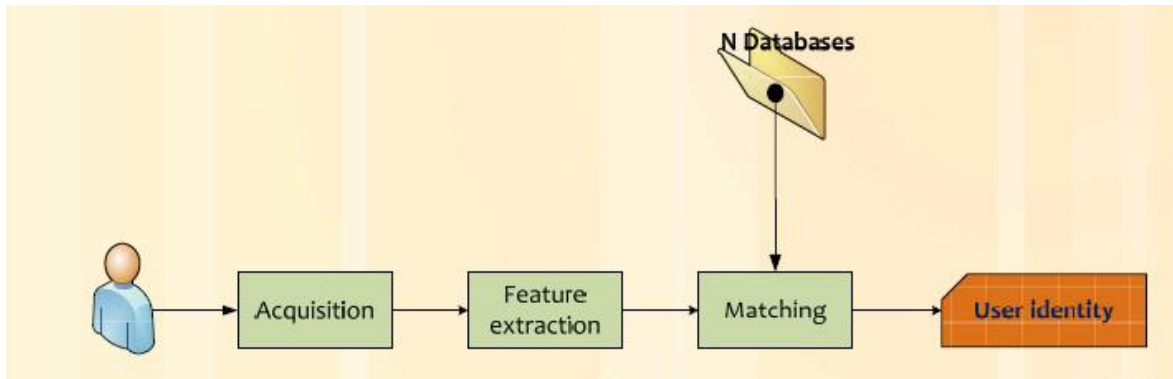 N Databases
Acquisition
Feature
extraction
Matching
User identity